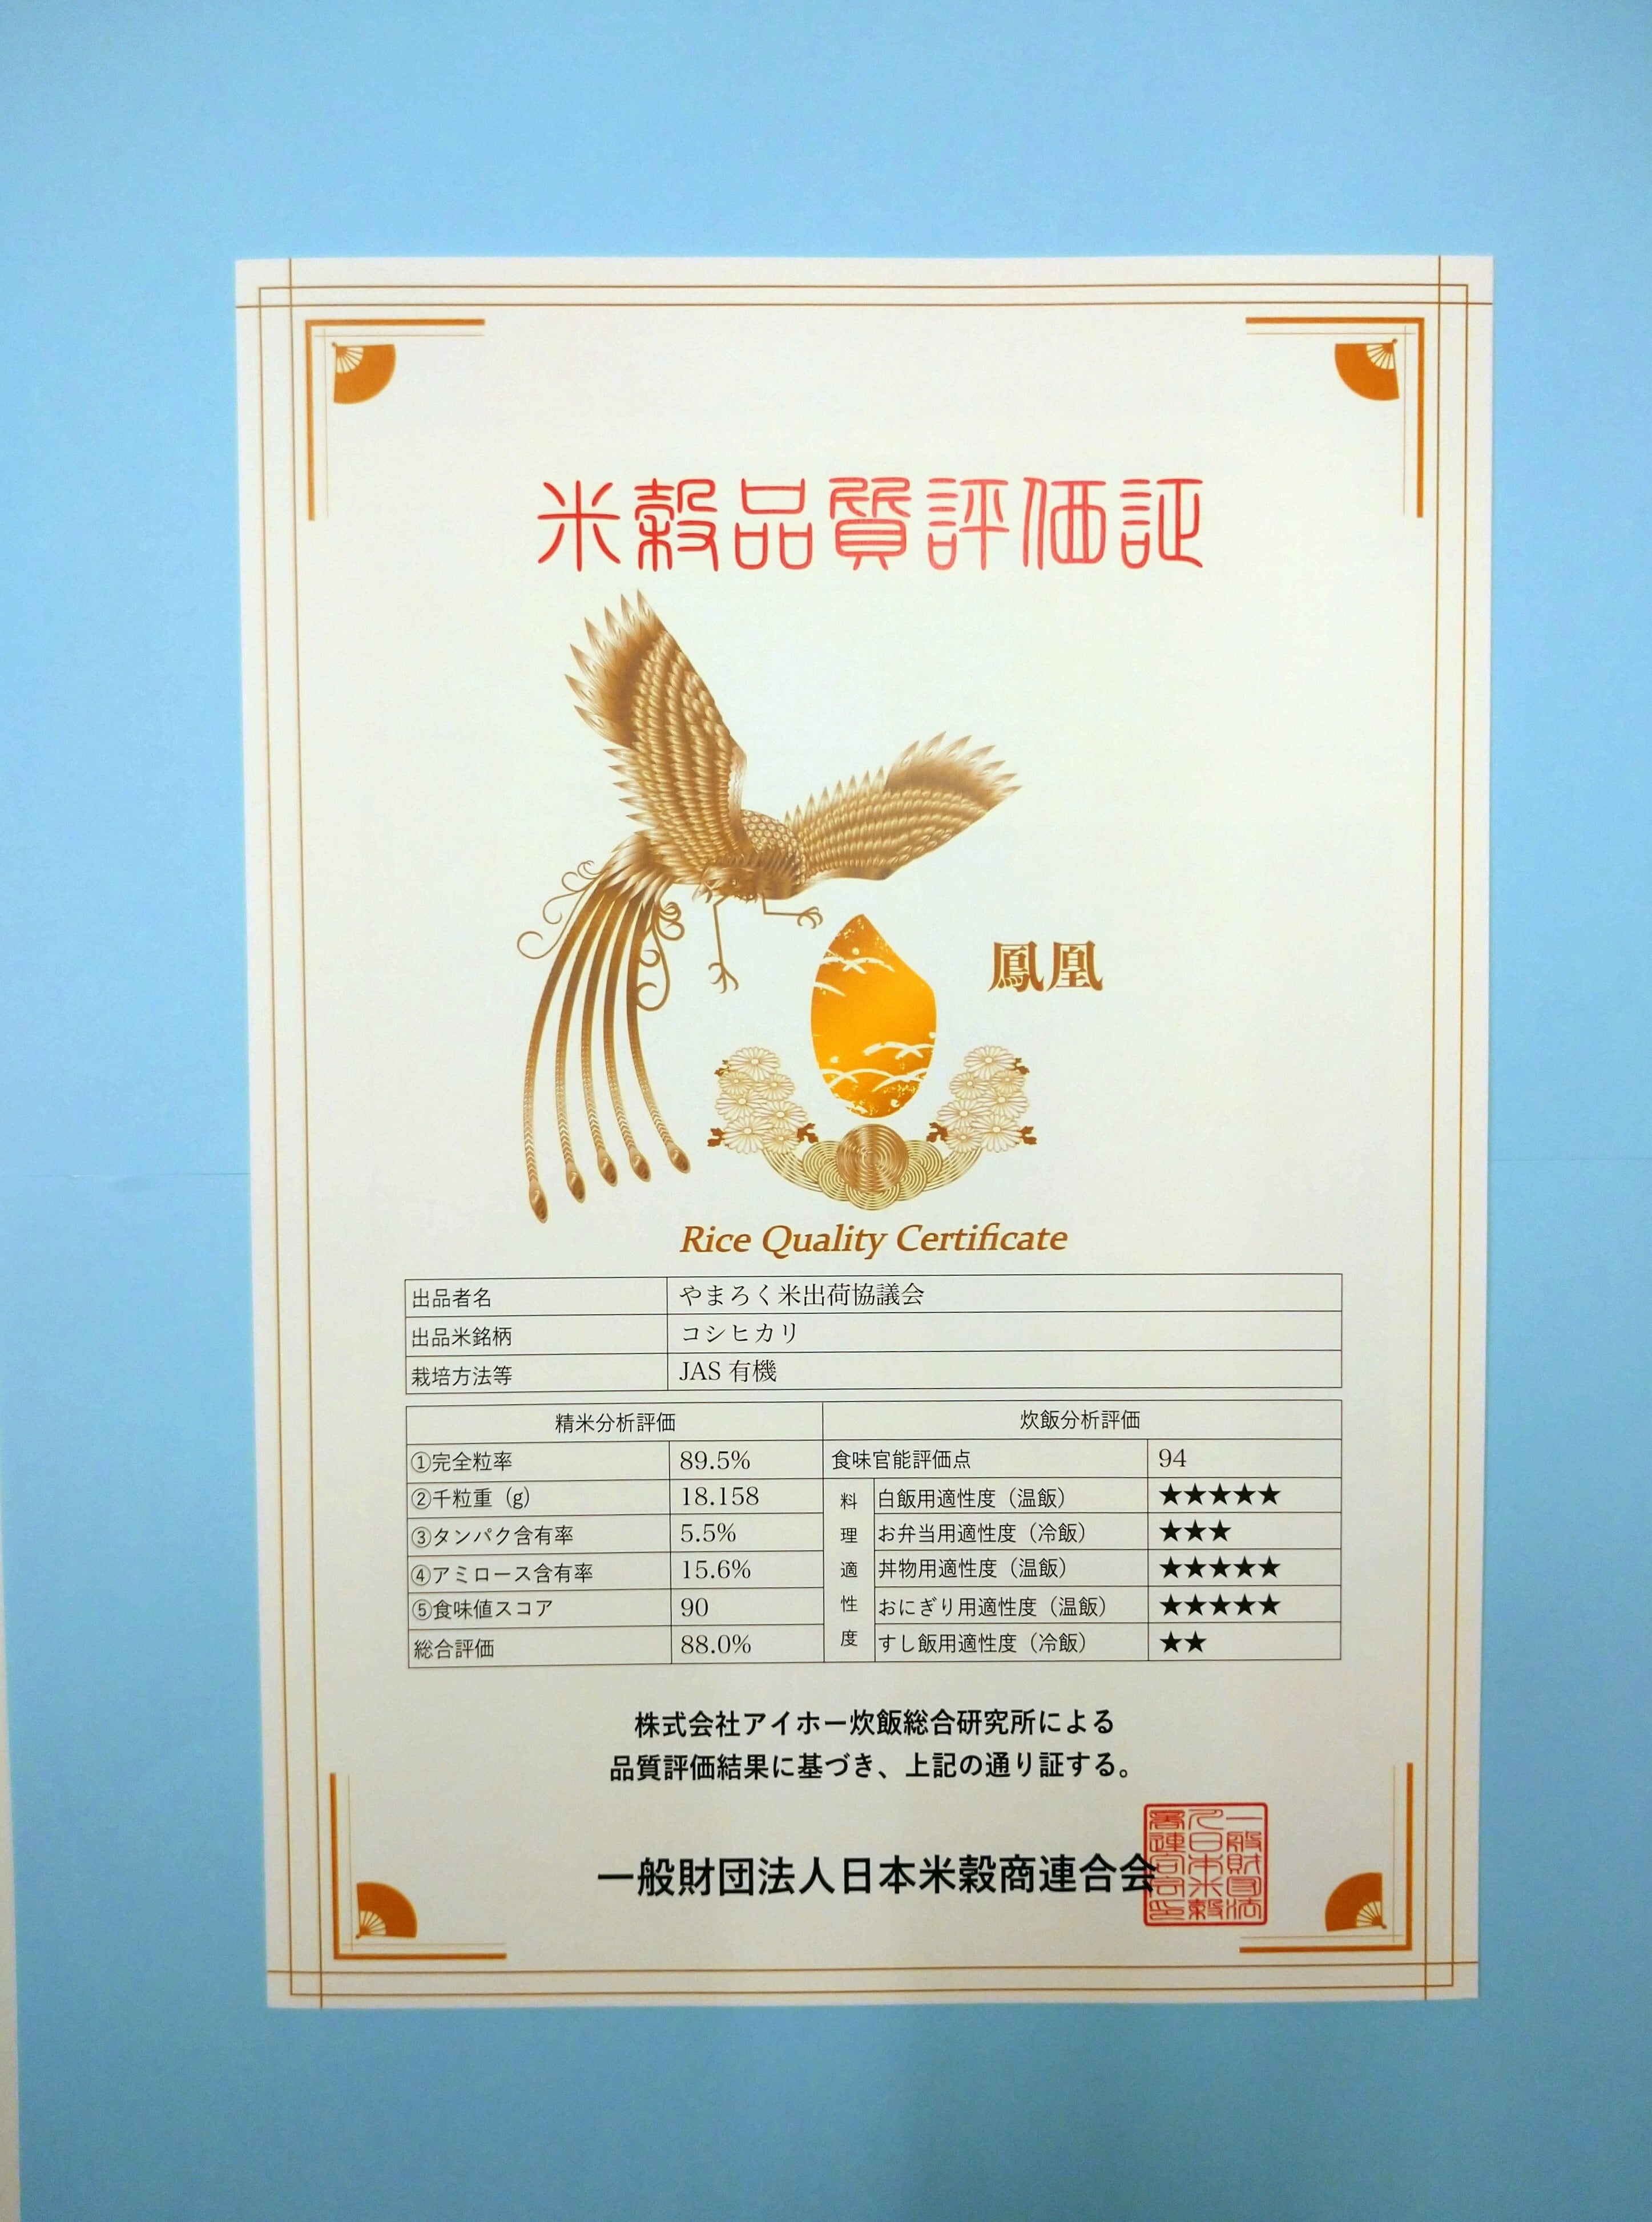 米穀品質評価証
鳳凰
Rice Quality Certificate
出品者名 やまろく米出荷協議会
出品米銘柄 コシヒカリ
栽培方法等 JAS 有機
精米分析評価 炊飯分析評価
①完全粒率 89.5% 食味官能評価点 94
②千粒重（g） 18.158 料理適性度 白飯用適性度（温飯） ★★★★★
③タンパク含有率 5.5% お弁当用適性度（冷飯） ★★★
④アミロース含有率 15.6% 丼物用適性度（温飯） ★★★★★
⑤食味値スコア 90 おにぎり用適性度（温飯） ★★★★★
総合評価 88.0% すし飯用適性度（冷飯） ★★
株式会社アイホー炊飯総合研究所による
品質評価結果に基づき、上記の通り証する。
一般財団法人日本米穀商連合会